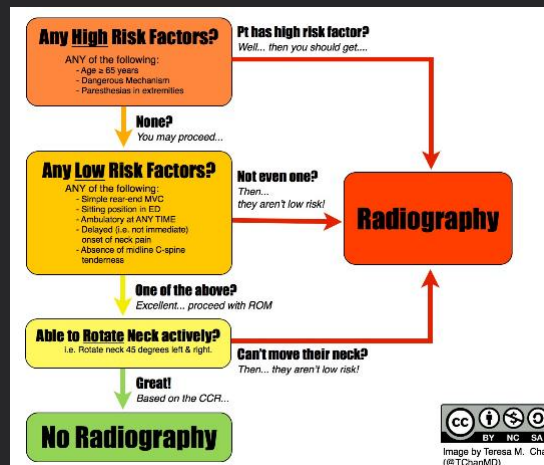 Any High Risk Factors?
ANY of the following:
- Age ≥ 65 years
- Dangerous Mechanism
- Paresthesias in extremities
Pt has high risk factor?
Well... then you should get....
None?
You may proceed...
Any Low Risk Factors?
ANY of the following:
- Simple rear-end MVC
- Sitting position in ED
- Ambulatory at ANY TIME
- Delayed (i.e. not immediate)
onset of neck pain
- Absence of midline C-spine
tenderness
Not even one?
Then...
they aren't low risk!
Radiography
One of the above?
Excellent... proceed with ROM
Able to Rotate Neck actively?
i.e. Rotate neck 45 degrees left & right.
Can't move their neck?
Then... they aren't low risk!
Great!
Based on the CCR...
No Radiography
cc
BY NC SA
Image by Teresa M.
(@TChanMD)